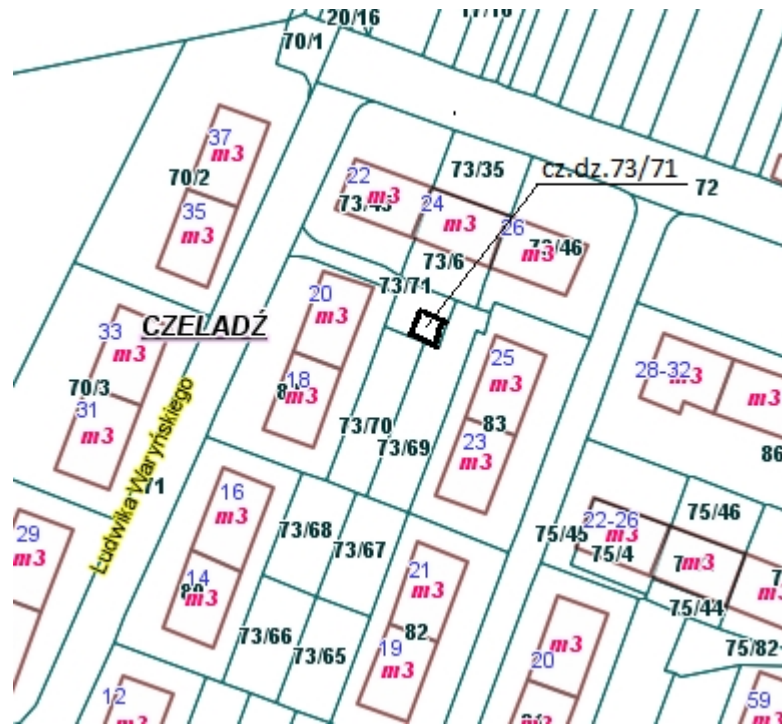 20/16
70/1
37
m3
70/2
35
m3
73/35
cz.dz.73/71
72
22
m3
24
m3
26
m3
73/46
73/6
73/71
20
m3
CZELADŹ
33
m3
70/3
31
m3
18
m3
25
m3
83
23
m3
28-32
m3
m3
86
73/70
73/69
Ludwika Waryńskiego
71
16
m3
14
m3
29
m3
73/68
73/67
73/66
73/65
21
m3
82
19
m3
75/45
22-26
m3
75/4
75/46
m3
m3
75/44
75/82
m3
20
12
m3
59
m3